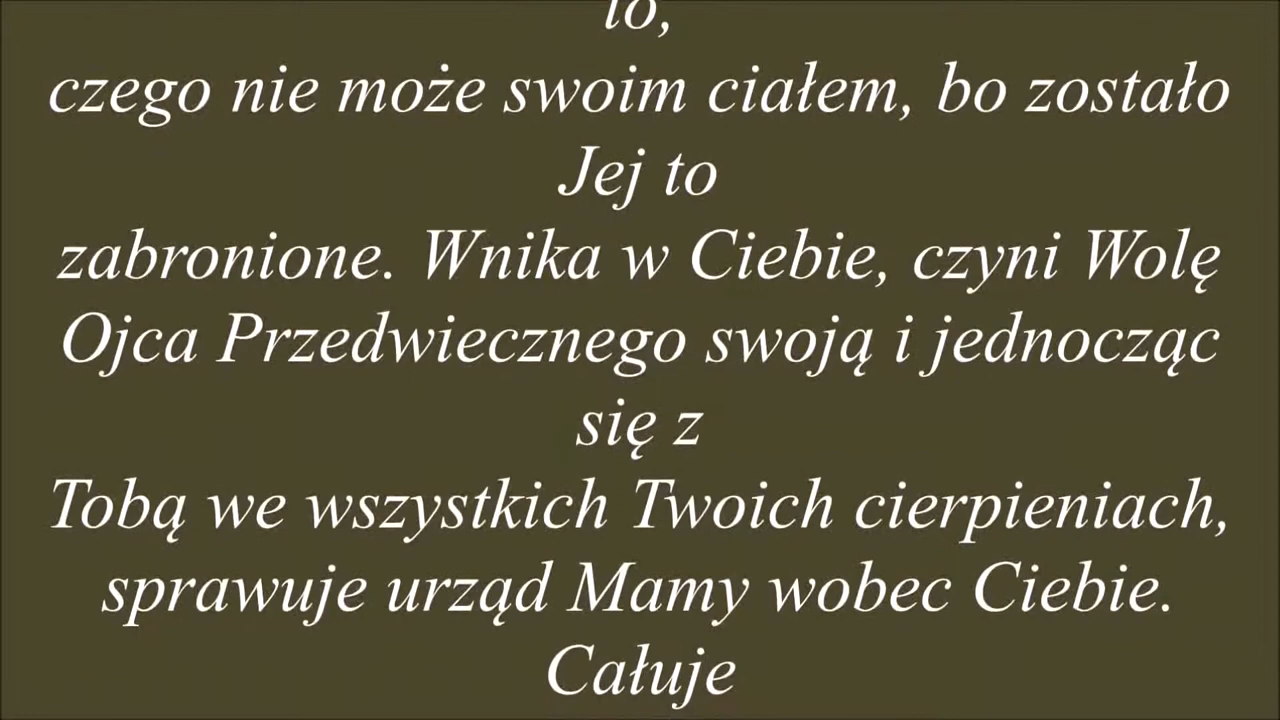 to,
czego nie może swoim ciałem, bo zostało
Jej to
zabronione. Wnika w Ciebie, czyni Wolę
Ojca Przedwiecznego swoją i jednocząc
się z
Tobą we wszystkich Twoich cierpieniach,
sprawuje urząd Mamy wobec Ciebie.
Całuje